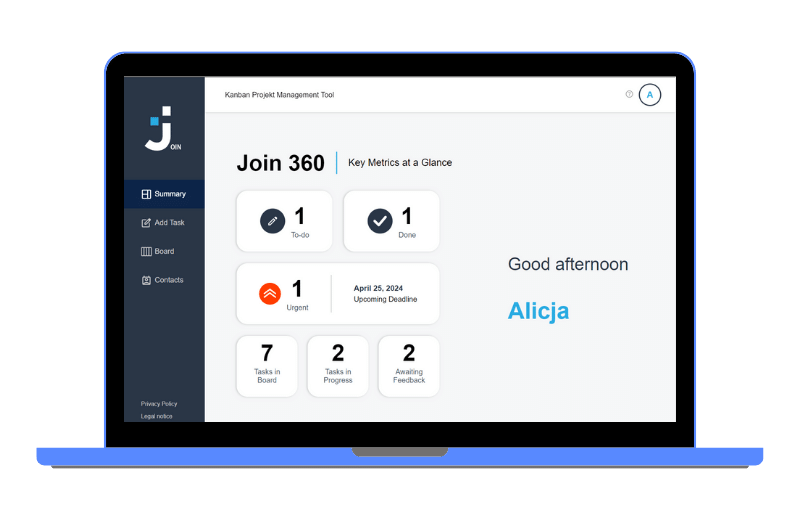 Kanban Projekt Management Tool
?
A
OIN
Join 360
Key Metrics at a Glance
Summary
Add Task
Board
Contacts
1
To-do
1
Done
1
Urgent
April 25, 2024
Upcoming Deadline
7
Tasks in
Board
2
Tasks in
Progress
2
Awaiting
Feedback
Good afternoon
Alicja
Privacy Policy
Legal notice